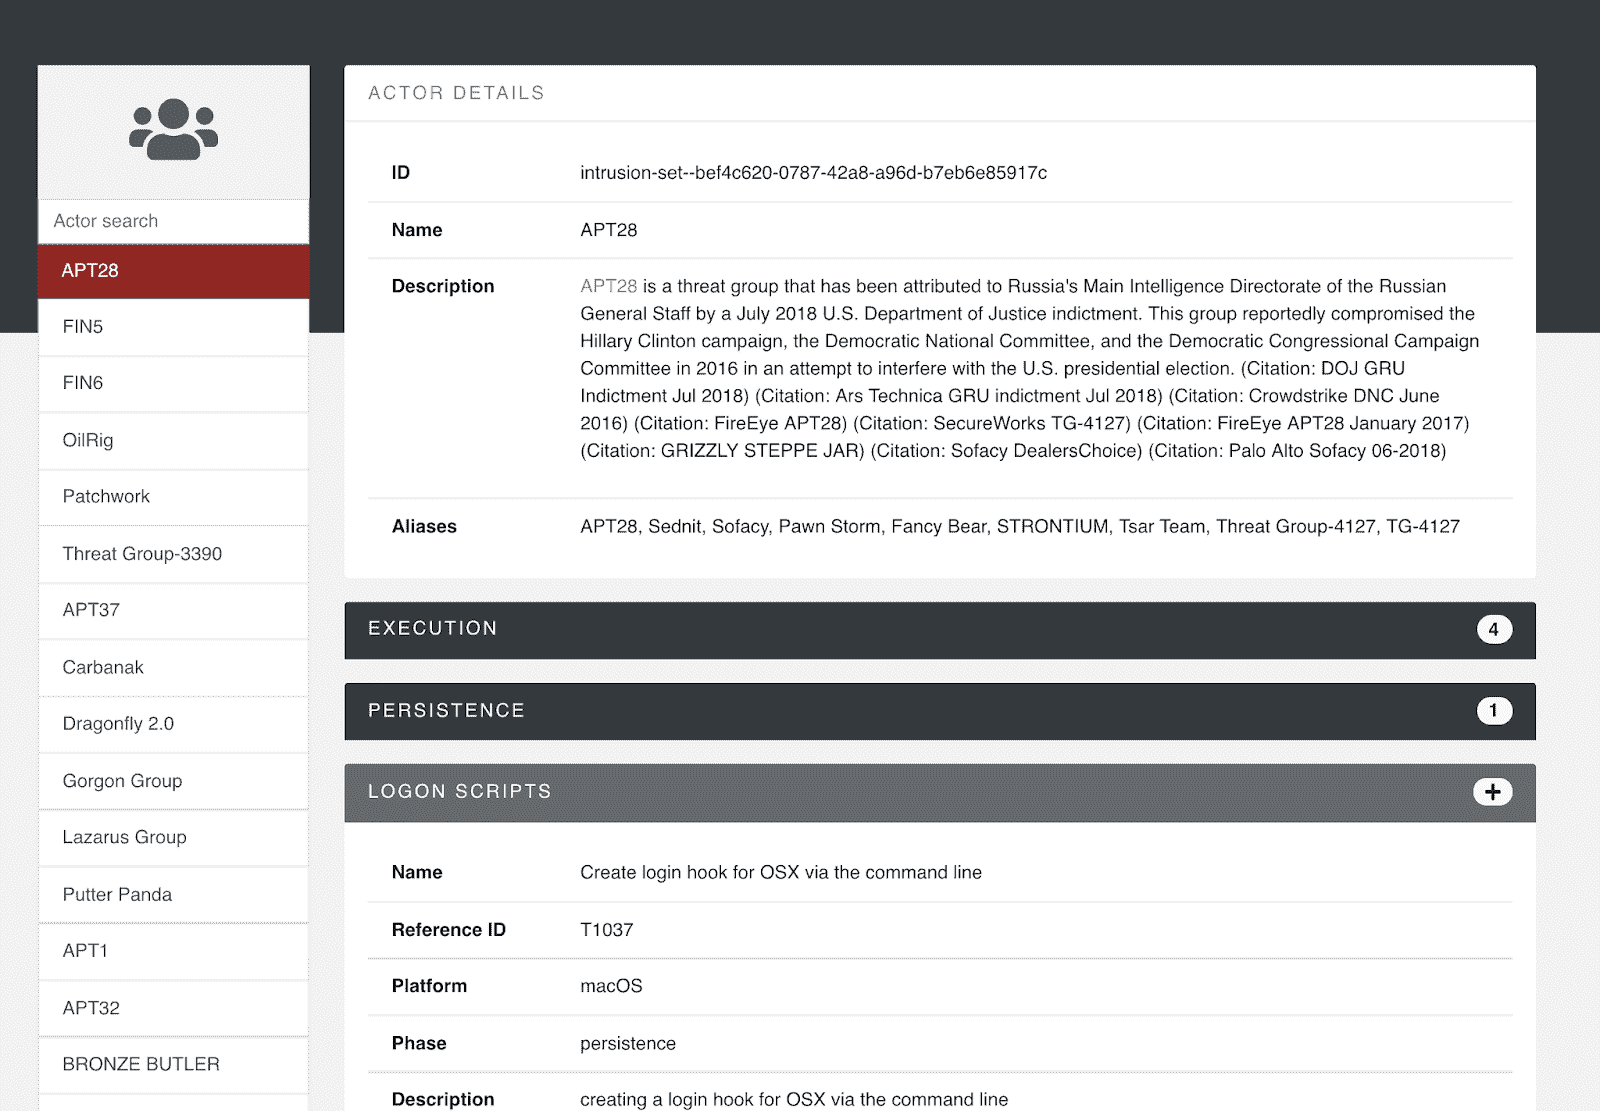 Actor search
APT28
FIN5
FIN6
OilRig
Patchwork
Threat Group-3390
APT37
Carbanak
Dragonfly 2.0
Gorgon Group
Lazarus Group
Putter Panda
APT1
APT32
BRONZE BUTLER
ACTOR DETAILS
ID intrusion-set--bef4c620-0787-42a8-a96d-b7eb6e85917c
Name APT28
Description APT28 is a threat group that has been attributed to Russia's Main Intelligence Directorate of the Russian
General Staff by a July 2018 U.S. Department of Justice indictment. This group reportedly compromised the
Hillary Clinton campaign, the Democratic National Committee, and the Democratic Congressional Campaign
Committee in 2016 in an attempt to interfere with the U.S. presidential election. (Citation: DOJ GRU
Indictment Jul 2018) (Citation: Ars Technica GRU indictment Jul 2018) (Citation: Crowdstrike DNC June
2016) (Citation: FireEye APT28) (Citation: SecureWorks TG-4127) (Citation: FireEye APT28 January 2017)
(Citation: GRIZZLY STEPPE JAR) (Citation: Sofacy DealersChoice) (Citation: Palo Alto Sofacy 06-2018)
Aliases APT28, Sednit, Sofacy, Pawn Storm, Fancy Bear, STRONTIUM, Tsar Team, Threat Group-4127, TG-4127
EXECUTION 4
PERSISTENCE 1
LOGON SCRIPTS +
Name Create login hook for OSX via the command line
Reference ID T1037
Platform macOS
Phase persistence
Description creating a login hook for OSX via the command line